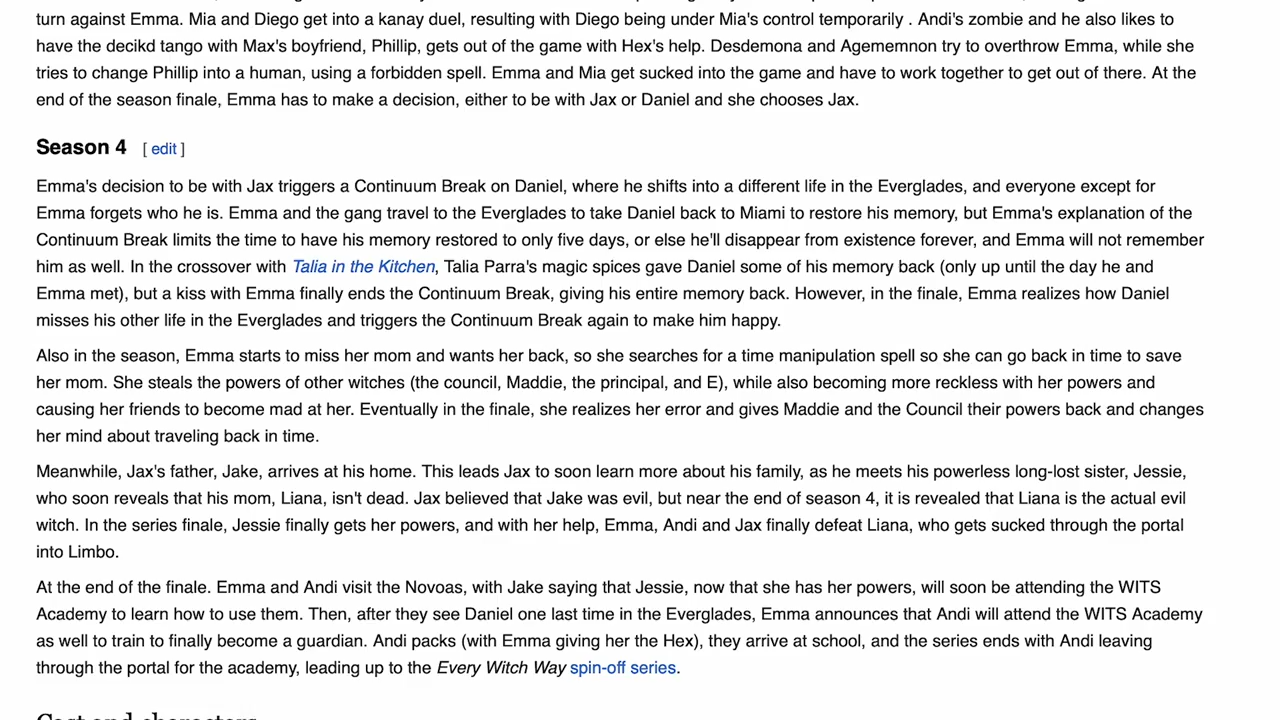 turn against Emma. Mia and Diego get into a kanay duel, resulting with Diego being under Mia's control temporarily . Andi's zombie and he also likes to
have the decikd tango with Max's boyfriend, Phillip, gets out of the game with Hex's help. Desdemona and Agememnon try to overthrow Emma, while she
tries to change Phillip into a human, using a forbidden spell. Emma and Mia get sucked into the game and have to work together to get out of there. At the
end of the season finale, Emma has to make a decision, either to be with Jax or Daniel and she chooses Jax.
Season 4 [ edit ]
Emma's decision to be with Jax triggers a Continuum Break on Daniel, where he shifts into a different life in the Everglades, and everyone except for
Emma forgets who he is. Emma and the gang travel to the Everglades to take Daniel back to Miami to restore his memory, but Emma's explanation of the
Continuum Break limits the time to have his memory restored to only five days, or else he'll disappear from existence forever, and Emma will not remember
him as well. In the crossover with Talia in the Kitchen, Talia Parra's magic spices gave Daniel some of his memory back (only up until the day he and
Emma met), but a kiss with Emma finally ends the Continuum Break, giving his entire memory back. However, in the finale, Emma realizes how Daniel
misses his other life in the Everglades and triggers the Continuum Break again to make him happy.
Also in the season, Emma starts to miss her mom and wants her back, so she searches for a time manipulation spell so she can go back in time to save
her mom. She steals the powers of other witches (the council, Maddie, the principal, and E), while also becoming more reckless with her powers and
causing her friends to become mad at her. Eventually in the finale, she realizes her error and gives Maddie and the Council their powers back and changes
her mind about traveling back in time.
Meanwhile, Jax's father, Jake, arrives at his home. This leads Jax to soon learn more about his family, as he meets his powerless long-lost sister, Jessie,
who soon reveals that his mom, Liana, isn't dead. Jax believed that Jake was evil, but near the end of season 4, it is revealed that Liana is the actual evil
witch. In the series finale, Jessie finally gets her powers, and with her help, Emma, Andi and Jax finally defeat Liana, who gets sucked through the portal
into Limbo.
At the end of the finale. Emma and Andi visit the Novoas, with Jake saying that Jessie, now that she has her powers, will soon be attending the WITS
Academy to learn how to use them. Then, after they see Daniel one last time in the Everglades, Emma announces that Andi will attend the WITS Academy
as well to train to finally become a guardian. Andi packs (with Emma giving her the Hex), they arrive at school, and the series ends with Andi leaving
through the portal for the academy, leading up to the Every Witch Way spin-off series.
Cast and characters